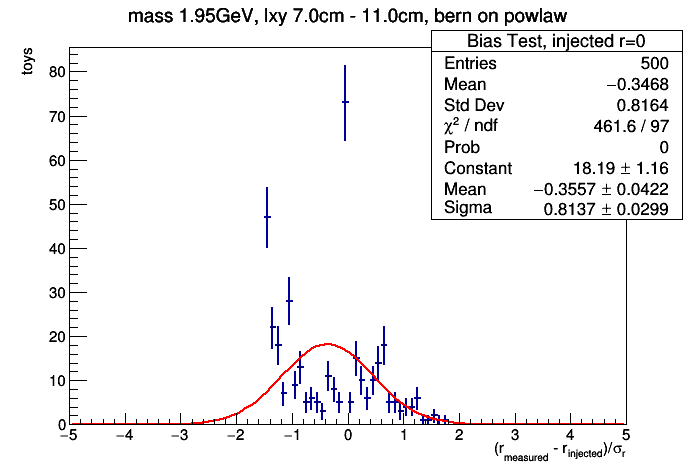 mass 1.95GeV, lxy 7.0cm - 11.0cm, bern on powlaw
Bias Test, injected r=0
Entries 500
Mean −0.3468
Std Dev 0.8164
χ² / ndf 461.6 / 97
Prob 0
Constant 18.19 ± 1.16
Mean −0.3557 ± 0.0422
Sigma 0.8137 ± 0.0299
toys
80
70
60
50
40
30
20
10
0
−5 −4 −3 −2 −1 0 1 2 3 4 5
(r_measured - r_injected)/σ_r